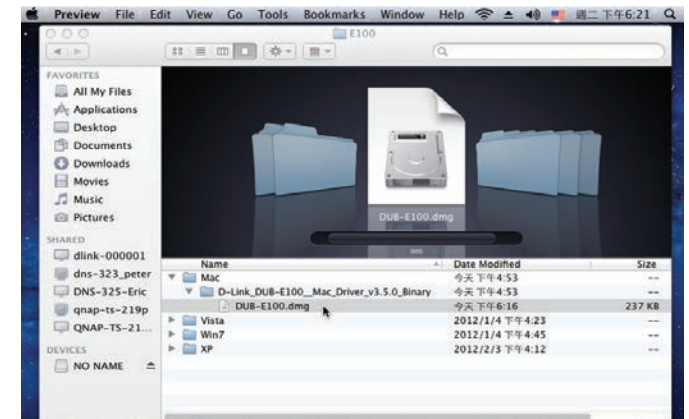 Preview File Edit View Go Tools Bookmarks Window Help 週二下午6:21
E100
FAVORITES
All My Files
Applications
Desktop
Documents
Downloads
Movies
Music
Pictures
SHARED
dlink-000001
dns-323_peter
DNS-325-Eric
qnap-ts-219p
QNAP-TS-21...
DEVICES
NO NAME
DUB-E100.dmg
Name Date Modified Size
Mac 今天 下午4:53 --
D-Link_DUB-E100__Mac_Driver_v3.5.0_Binary 今天 下午4:53 --
DUB-E100.dmg 今天 下午6:16 237 KB
Vista 2012/1/4 下午4:23 --
Win7 2012/1/4 下午4:45 --
XP 2012/2/3 下午4:12 --